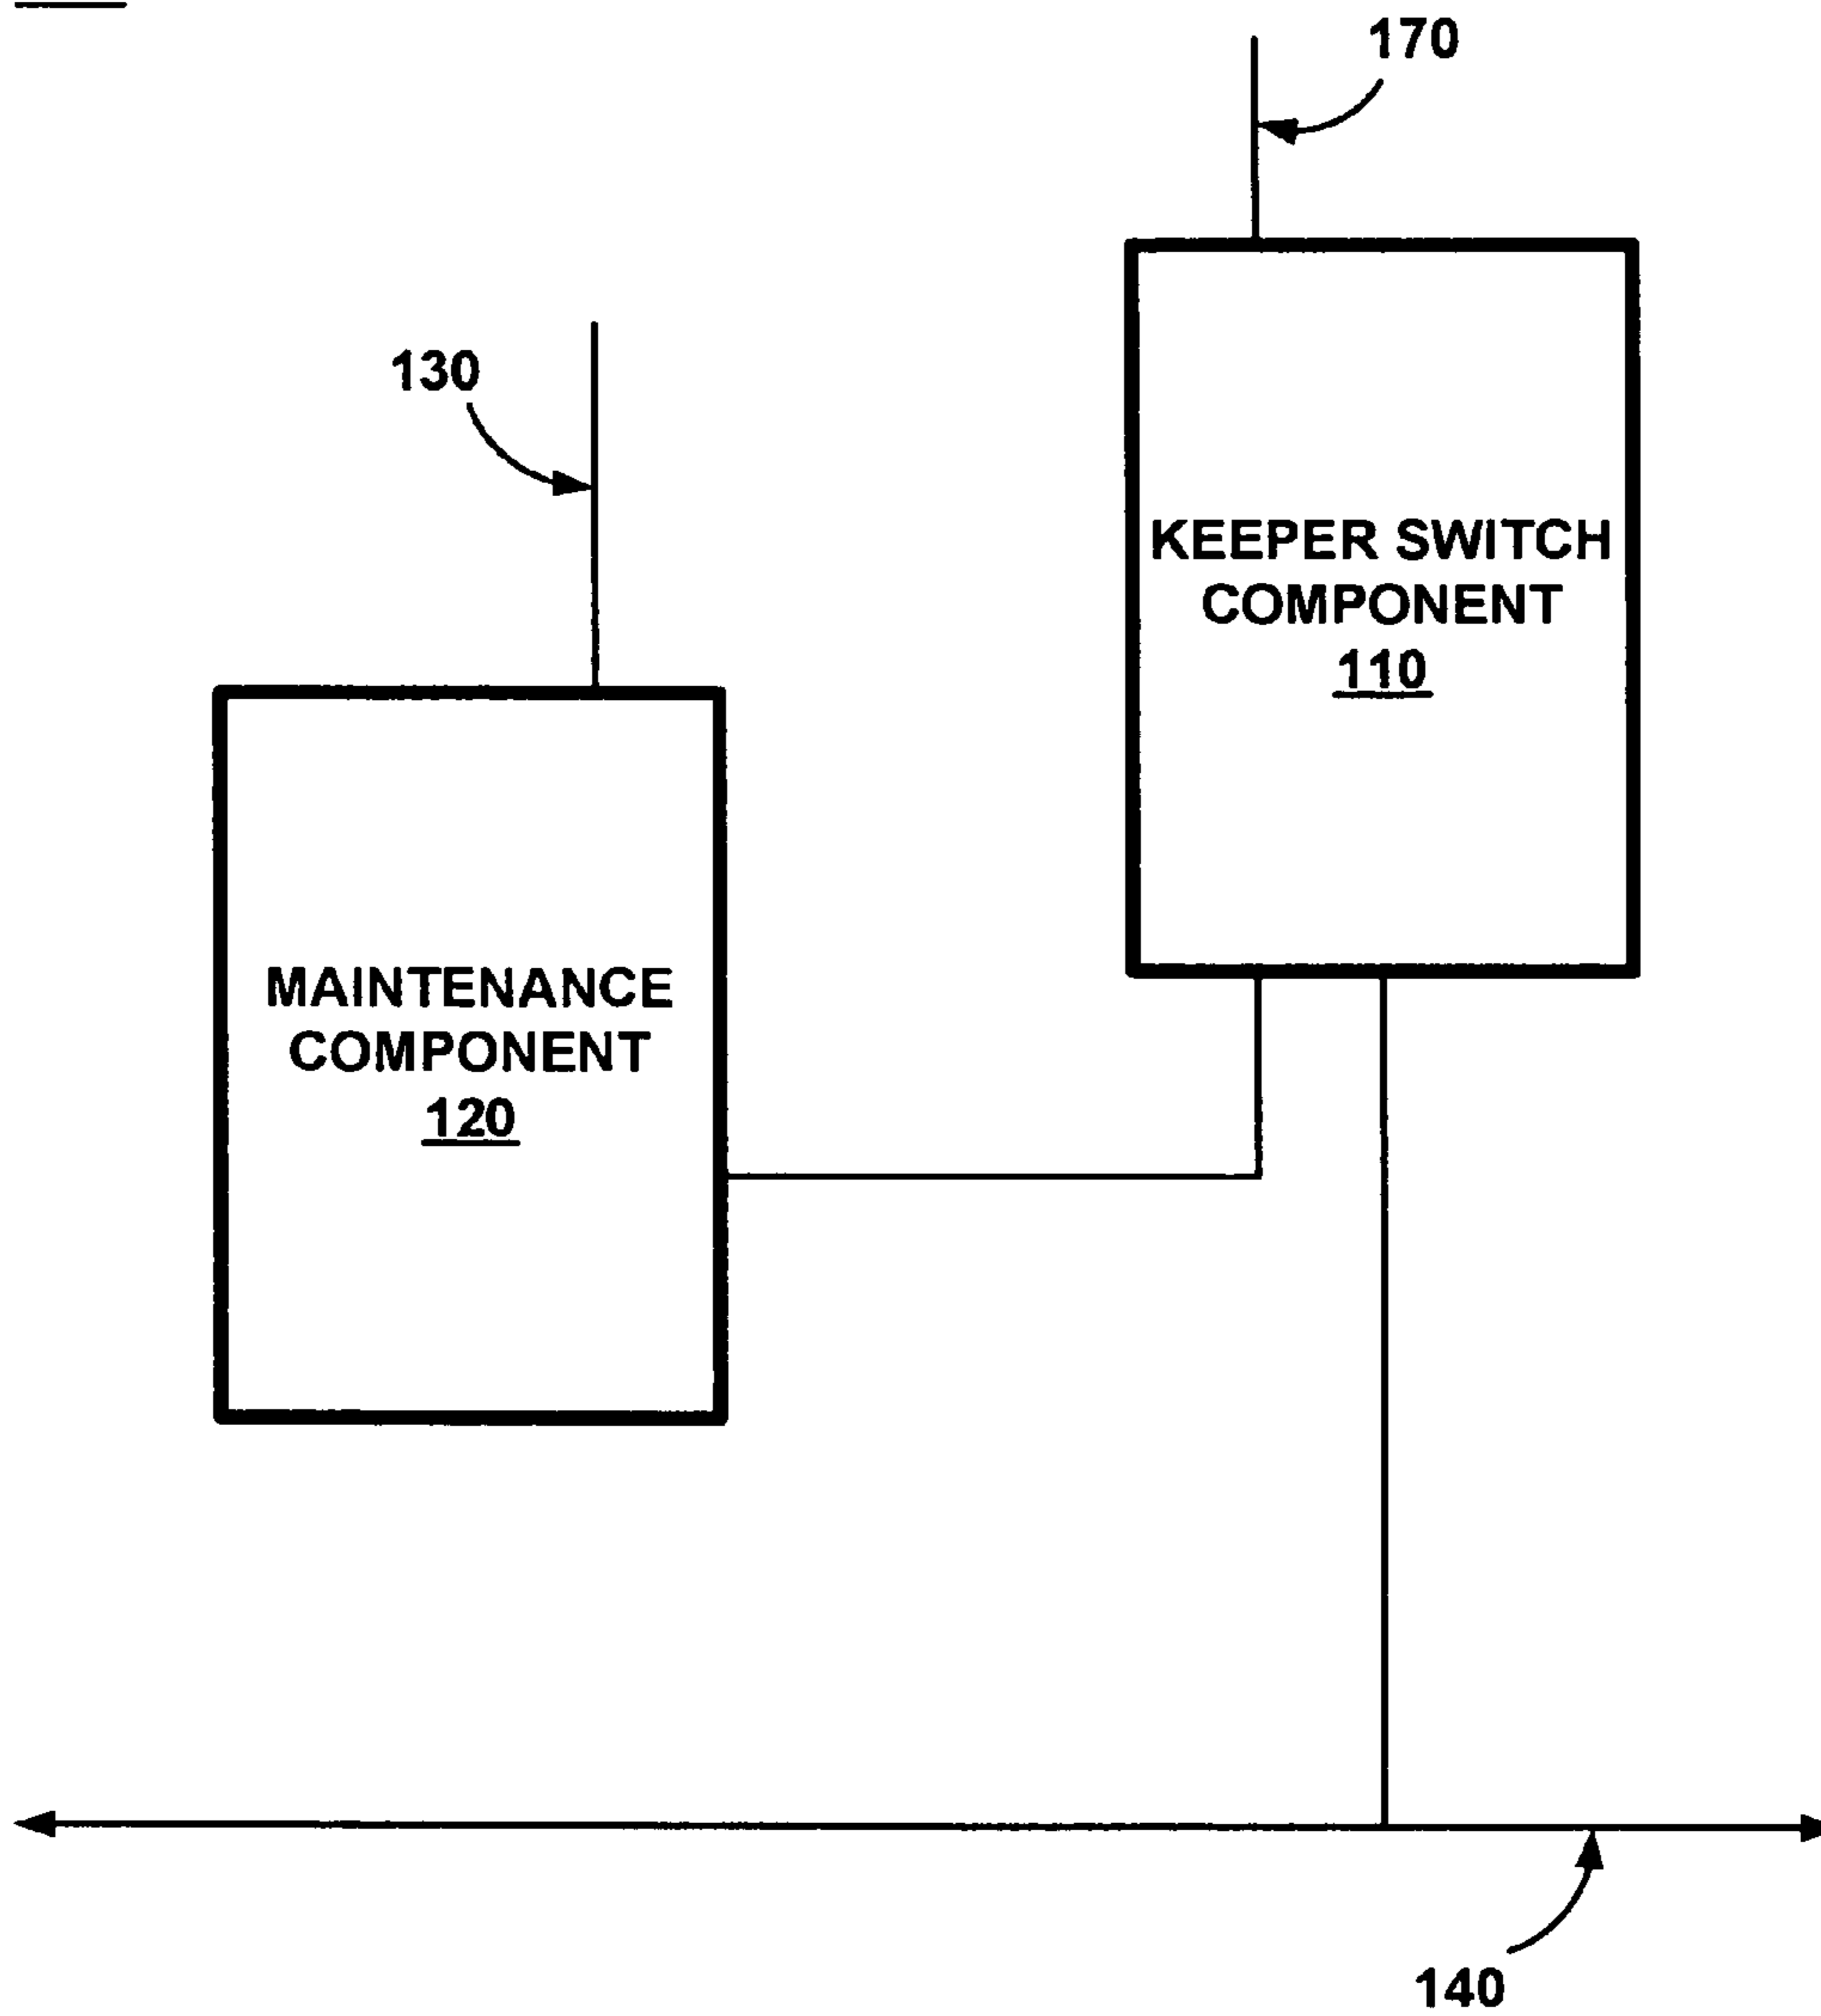 170
130
KEEPER SWITCH
COMPONENT
110
MAINTENANCE
COMPONENT
120
140